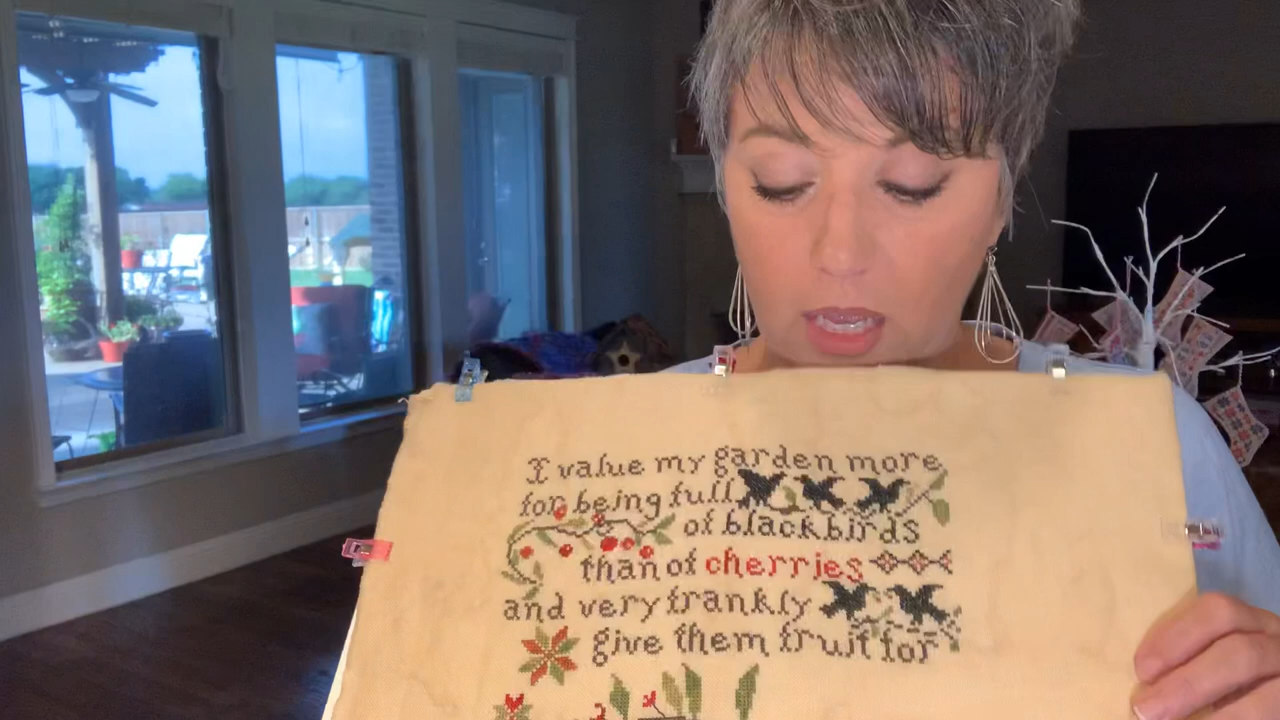 I value my garden more
for being full
of blackbirds
than of cherries
and very frankly
give them fruit for